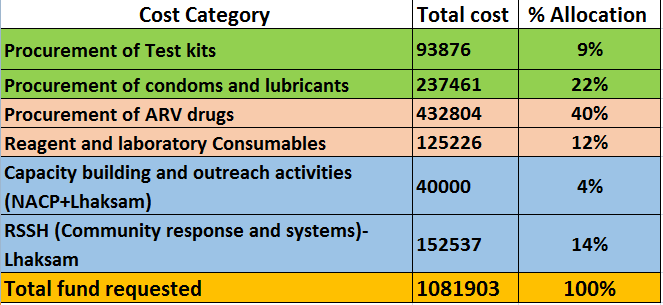 Cost Category Total cost % Allocation
Procurement of Test kits 93876 9%
Procurement of condoms and lubricants 237461 22%
Procurement of ARV drugs 432804 40%
Reagent and laboratory Consumables 125226 12%
Capacity building and outreach activities
(NACP+Lhaksam) 40000 4%
RSSH (Community response and systems)-
Lhaksam 152537 14%
Total fund requested 1081903 100%